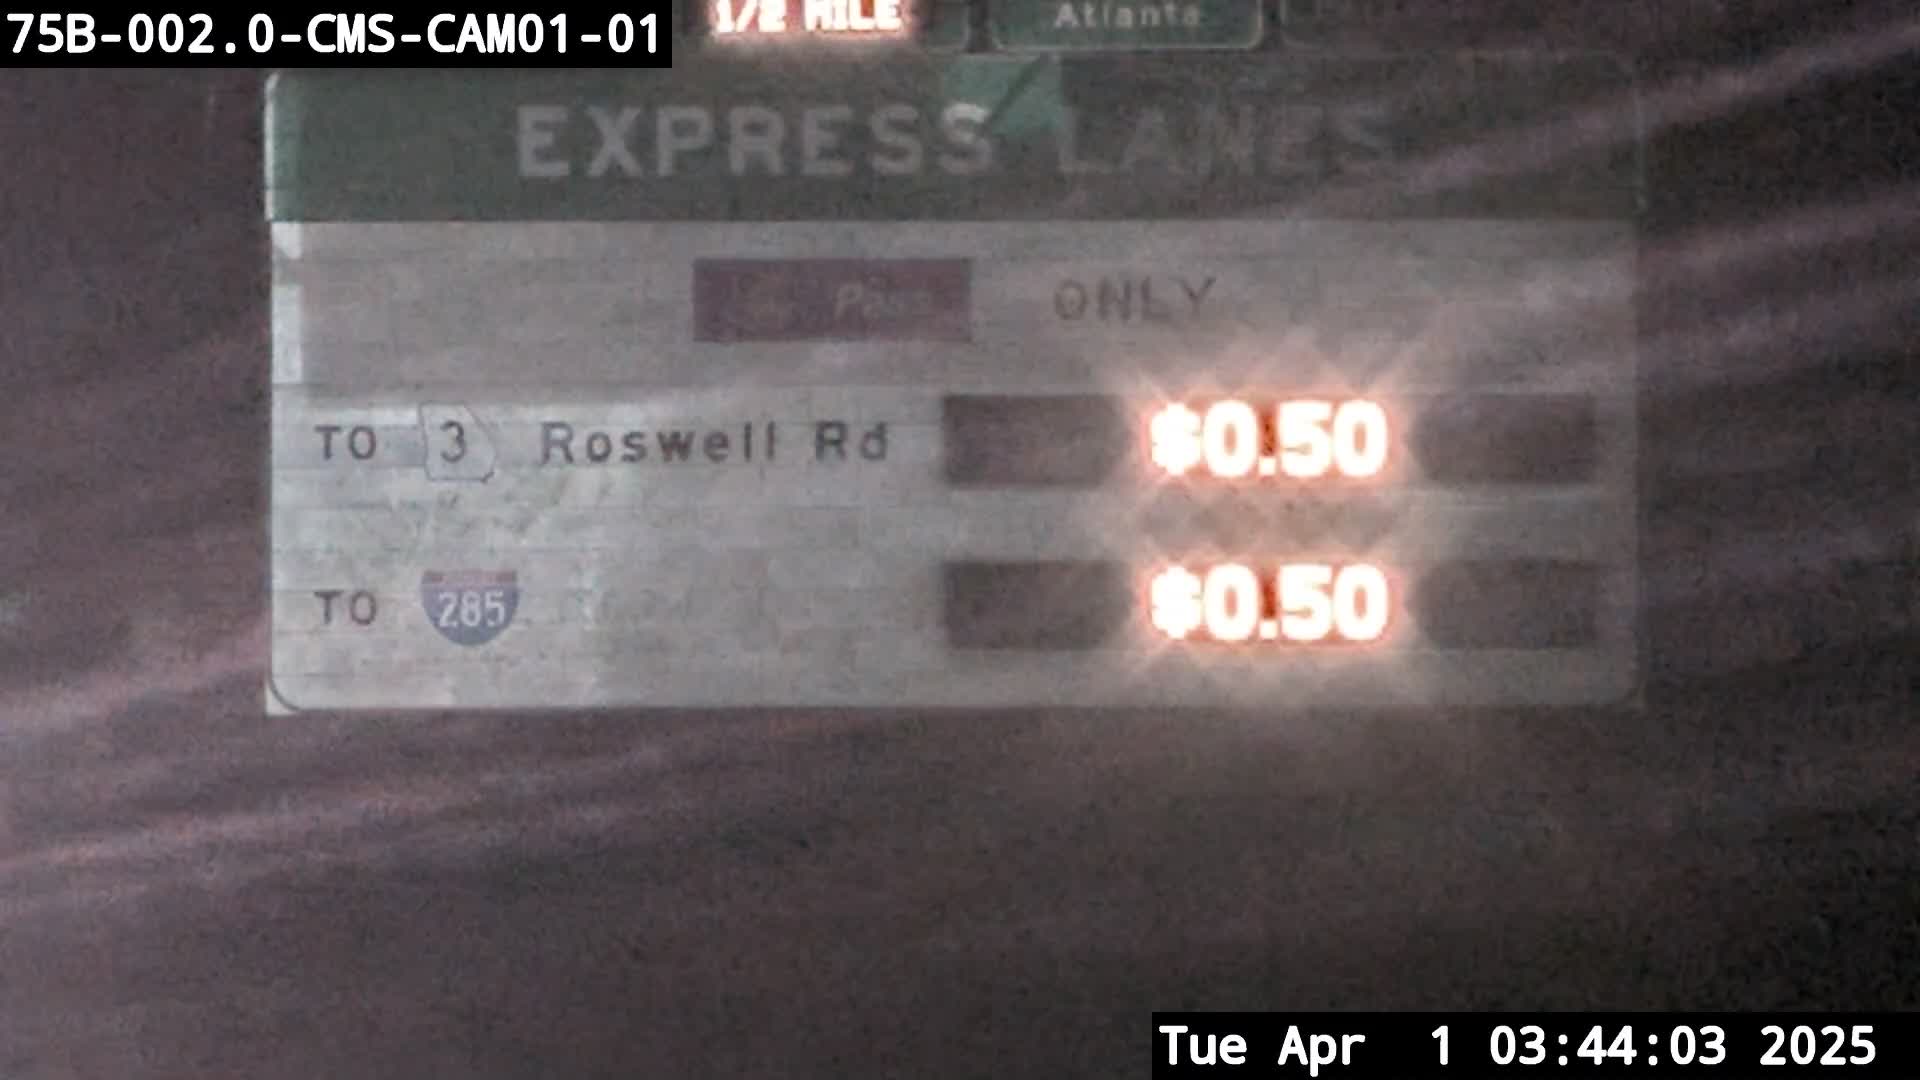 75B-002.0-CMS-CAM01-01
1/2 MILE
Atlanta
EXPRESS LANES
Pass ONLY
TO 3 Roswell Rd $0.50
TO 285 $0.50
Tue Apr 1 03:44:03 2025